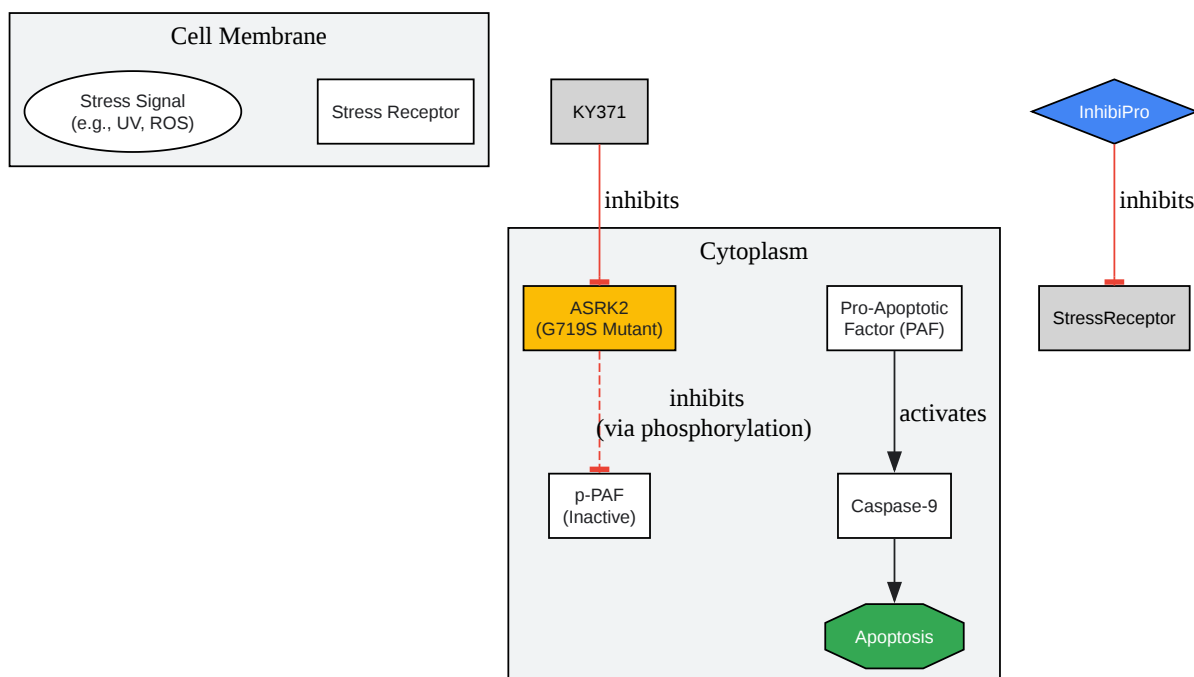 Cell Membrane
Stress Signal
(e.g., UV, ROS)
Stress Receptor
KY371
InhibiPro
inhibits
inhibits
Cytoplasm
ASRK2
(G719S Mutant)
Pro-Apoptotic
Factor (PAF)
StressReceptor
inhibits
(via phosphorylation)
activates
p-PAF
(Inactive)
Caspase-9
Apoptosis